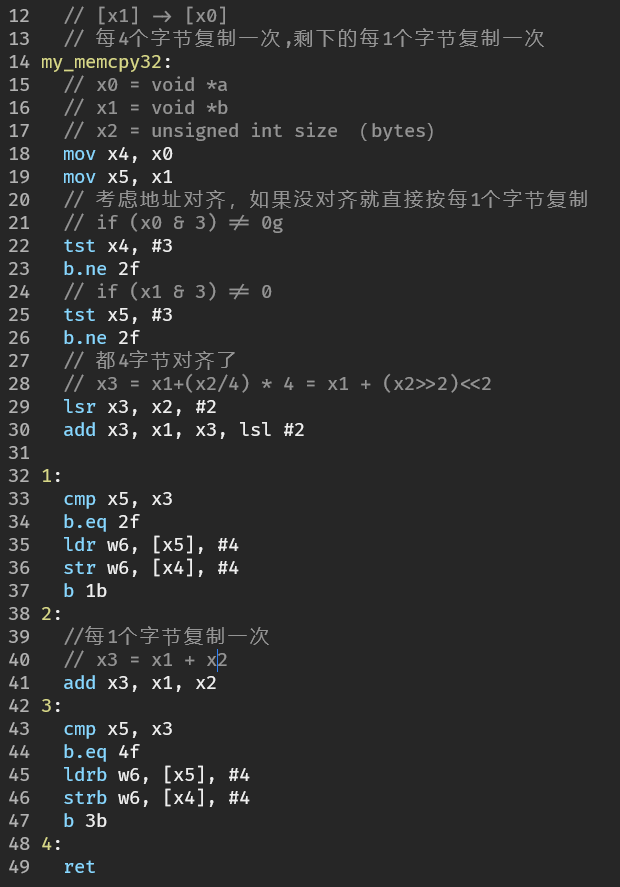 12 // [x1] -> [x0]
13 // 每4个字节复制一次,剩下的每1个字节复制一次
14 my_memcpy32:
15 // x0 = void *a
16 // x1 = void *b
17 // x2 = unsigned int size （bytes）
18 mov x4, x0
19 mov x5, x1
20 // 考虑地址对齐，如果没对齐就直接按每1个字节复制
21 // if (x0 & 3) != 0g
22 tst x4, #3
23 b.ne 2f
24 // if (x1 & 3) != 0
25 tst x5, #3
26 b.ne 2f
27 // 都4字节对齐了
28 // x3 = x1+(x2/4) * 4 = x1 + (x2>>2)<<2
29 lsr x3, x2, #2
30 add x3, x1, x3, lsl #2
31
32 1:
33 cmp x5, x3
34 b.eq 2f
35 ldr w6, [x5], #4
36 str w6, [x4], #4
37 b 1b
38 2:
39 //每1个字节复制一次
40 // x3 = x1 + x2
41 add x3, x1, x2
42 3:
43 cmp x5, x3
44 b.eq 4f
45 ldrb w6, [x5], #4
46 strb w6, [x4], #4
47 b 3b
48 4:
49 ret